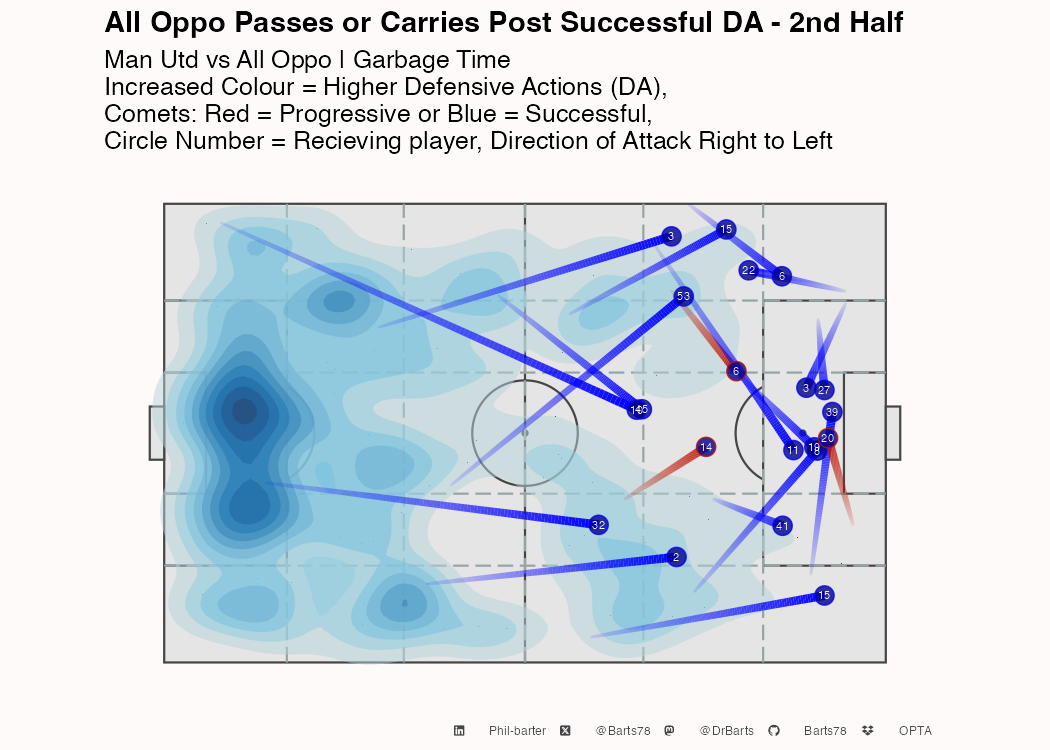 All Oppo Passes or Carries Post Successful DA - 2nd Half
Man Utd vs All Oppo | Garbage Time
Increased Colour = Higher Defensive Actions (DA),
Comets: Red = Progressive or Blue = Successful,
Circle Number = Recieving player, Direction of Attack Right to Left
3
15
22
6
53
6
3
27
39
14
20
11
32
41
2
15
Phil-barter @Barts78 @DrBarts Barts78 OPTA